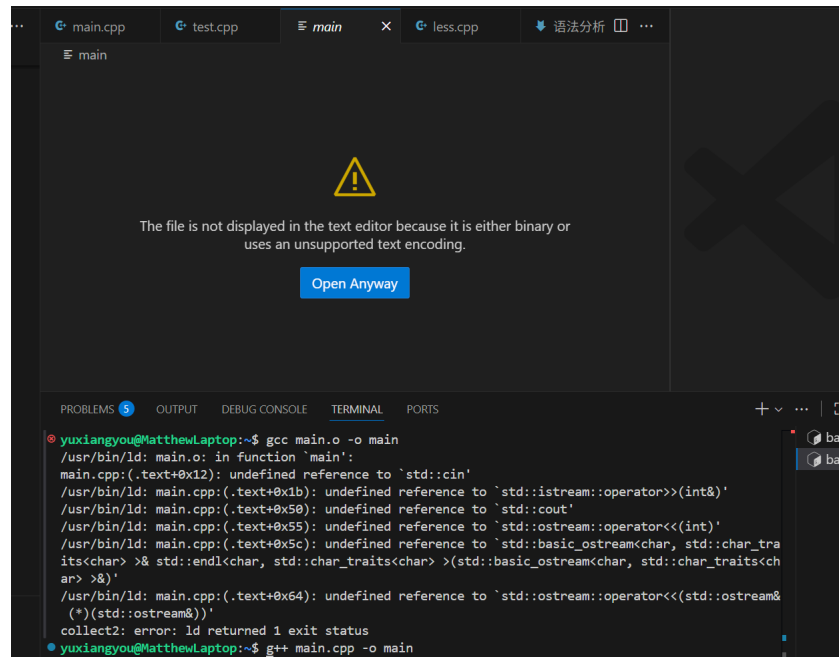 main.cpp test.cpp main less.cpp 语法分析
main
The file is not displayed in the text editor because it is either binary or
uses an unsupported text encoding.
Open Anyway
PROBLEMS 5 OUTPUT DEBUG CONSOLE TERMINAL PORTS
yuxiangyou@MatthewLaptop:~$ gcc main.o -o main
/usr/bin/ld: main.o: in function `main':
main.cpp:(.text+0x12): undefined reference to `std::cin'
/usr/bin/ld: main.cpp:(.text+0x1b): undefined reference to `std::istream::operator>>(int&)'
/usr/bin/ld: main.cpp:(.text+0x50): undefined reference to `std::cout'
/usr/bin/ld: main.cpp:(.text+0x55): undefined reference to `std::ostream::operator<<(int)'
/usr/bin/ld: main.cpp:(.text+0x5c): undefined reference to `std::basic_ostream<char, std::char_tra
its<char> >& std::endl<char, std::char_traits<char> >(std::basic_ostream<char, std::char_traits<ch
ar> >&)'
/usr/bin/ld: main.cpp:(.text+0x64): undefined reference to `std::ostream::operator<<(std::ostream&
(*)(std::ostream&))'
collect2: error: ld returned 1 exit status
yuxiangyou@MatthewLaptop:~$ g++ main.cpp -o main
ba
ba